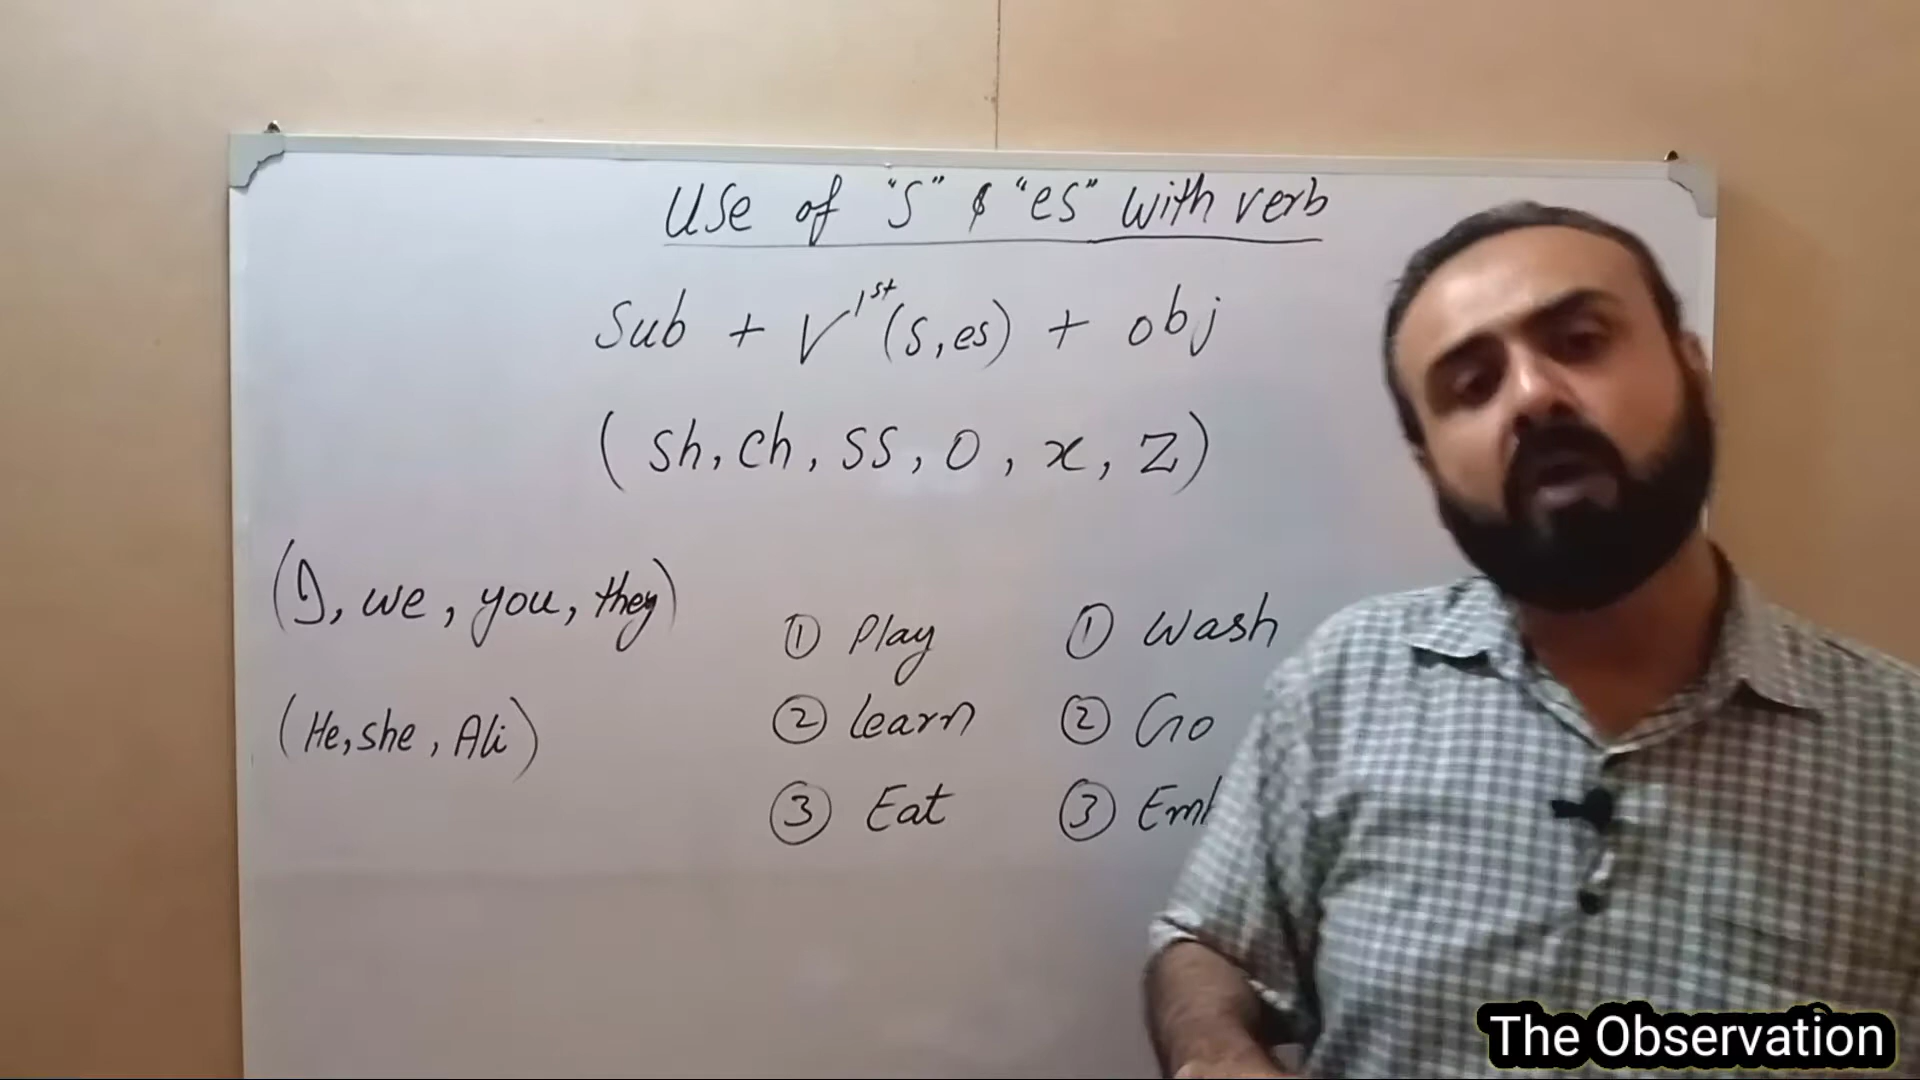 Use of "S" & "es" with verb
Sub + V1st (s, es) + obj
(sh, ch, ss, o, x, z)
(I, we, you, they)
(He, she, Ali)
① Play
② Learn
③ Eat
① Wash
② Go
③
The Observation